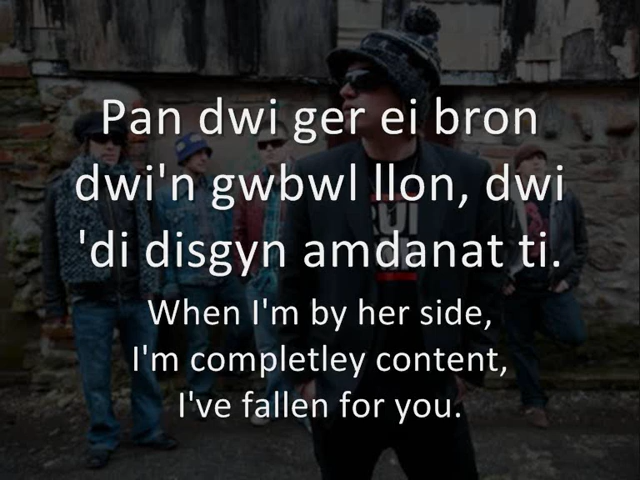 Pan dwi ger ei bron
dwi'n gwbwl llon, dwi
'di disgyn amdanat ti.
When I'm by her side,
I'm completley content,
I've fallen for you.